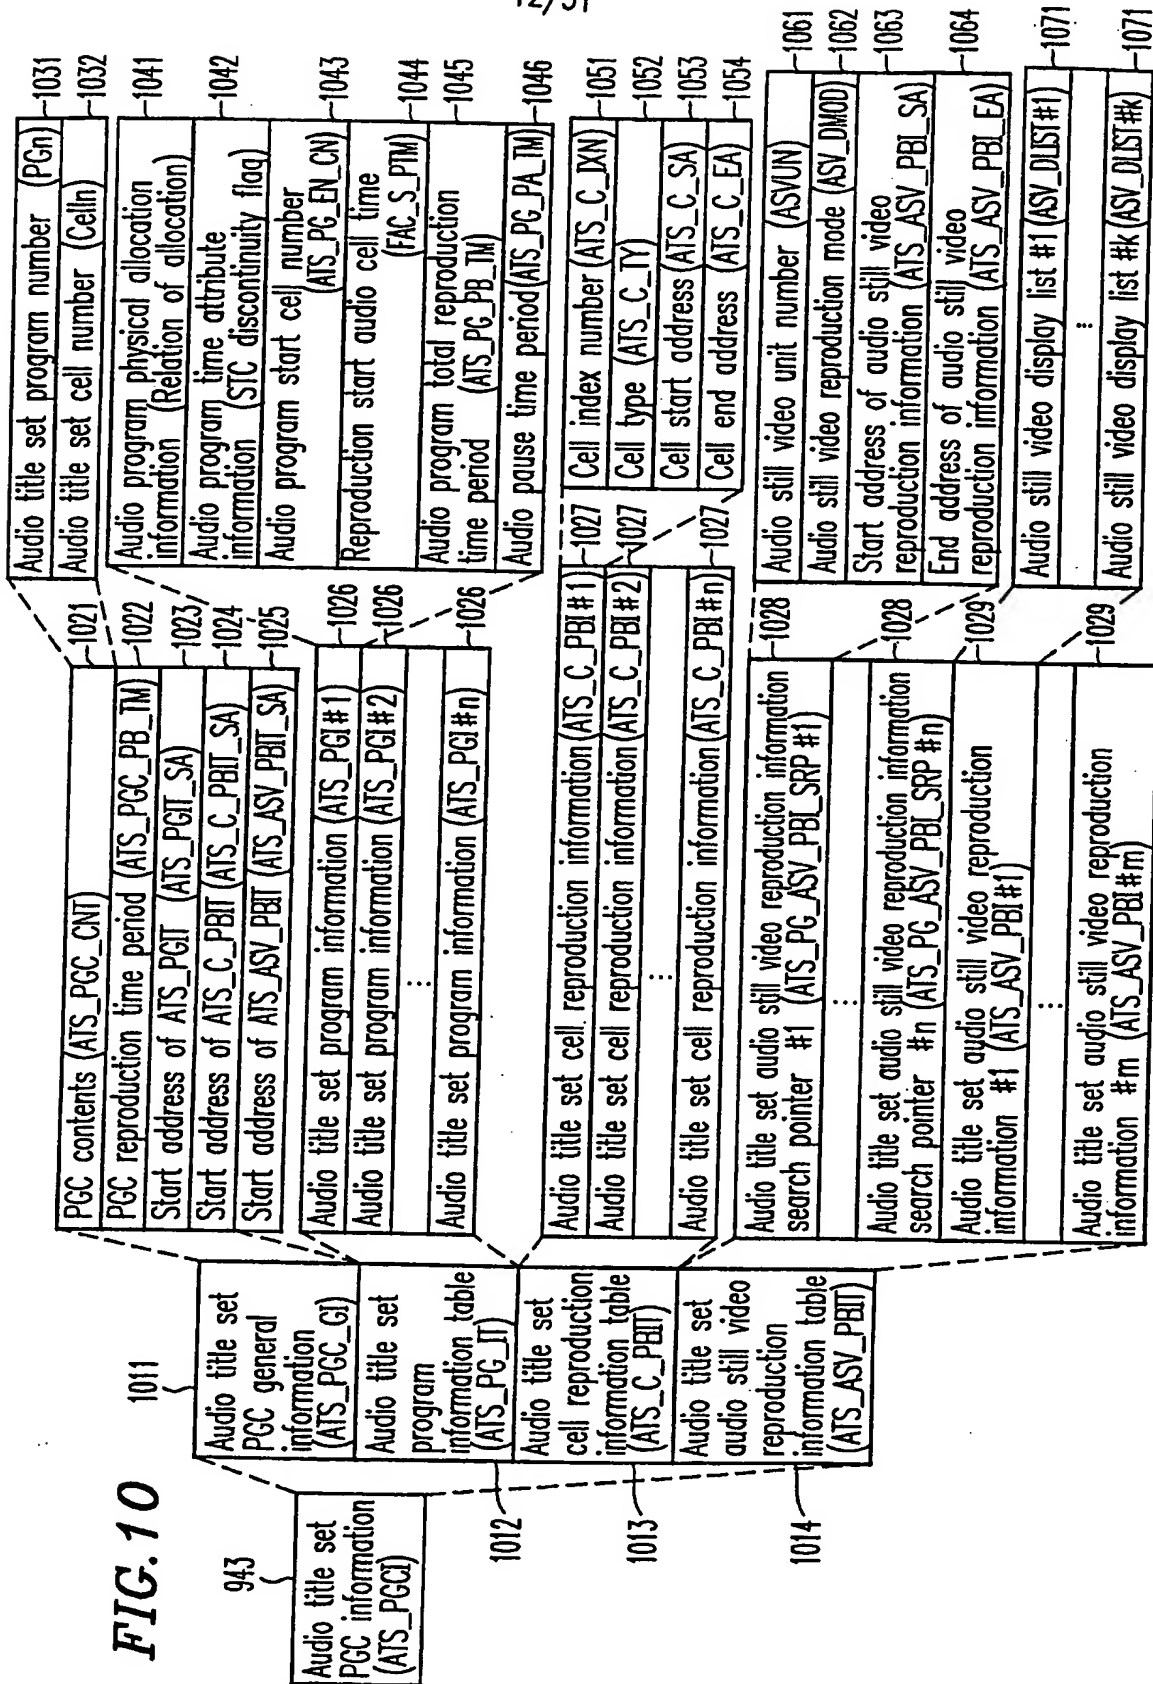 12/51
FIG. 10
943
Audio title set
PGC information
(ATS_PGCI)
1011
Audio title set
PGC general
information
(ATS_PGC_GI)
Audio title set
program
information table
(ATS_PG_IT)
1012
Audio title set
cell reproduction
information table
(ATS_C_PBIT)
1013
Audio title set
audio still video
reproduction
information table
(ATS_ASV_PBIT)
1014
PGC contents (ATS_PGC_CNT)
1021
PGC reproduction time period (ATS_PGC_PB_TM)
1022
Start address of ATS_PGIT (ATS_PGIT_SA)
1023
Start address of ATS_C_PBIT (ATS_C_PBIT_SA)
1024
Start address of ATS_ASV_PBIT (ATS_ASV_PBIT_SA)
1025
Audio title set program information (ATS_PGI#1)
1026
Audio title set program information (ATS_PGI#2)
1026
...
Audio title set program information (ATS_PGI#n)
1026
Audio title set cell. reproduction information (ATS_C_PBI#1)
1027
Audio title set cell reproduction information (ATS_C_PBI#2)
1027
...
Audio title set cell reproduction information (ATS_C_PBI#n)
1027
Audio title set audio still video reproduction information
search pointer #1 (ATS_PG_ASV_PBI_SRP#1)
1028
...
Audio title set audio still video reproduction information
search pointer #n (ATS_PG_ASV_PBI_SRP#n)
1028
Audio title set audio still video reproduction
information #1 (ATS_ASV_PBI#1)
1029
...
Audio title set audio still video reproduction
information #m (ATS_ASV_PBI#m)
1029
Audio title set program number (PGn)
1031
Audio title set cell number (Celln)
1032
Audio program physical allocation
information (Relation of allocation)
1041
Audio program time attribute
information (STC discontinuity flag)
1042
Audio program start cell number
(ATS_PG_EN_CN)
1043
Reproduction start audio cell time
(FAC_S_PTM)
1044
Audio program total reproduction
time period (ATS_PG_PB_TM)
1045
Audio pause time period (ATS_PG_PA_TM)
1046
Cell index number (ATS_C_IXN)
1051
Cell type (ATS_C_TY)
1052
Cell start address (ATS_C_SA)
1053
Cell end address (ATS_C_EA)
1054
Audio still video unit number (ASVUN)
1061
Audio still video reproduction mode (ASV_DMOD)
1062
Start address of audio still video
reproduction information (ATS_ASV_PBI_SA)
1063
End address of audio still video
reproduction information (ATS_ASV_PBI_EA)
1064
Audio still video display list #1 (ASV_DLIST#1)
1071
...
Audio still video display list #k (ASV_DLIST#k)
1071